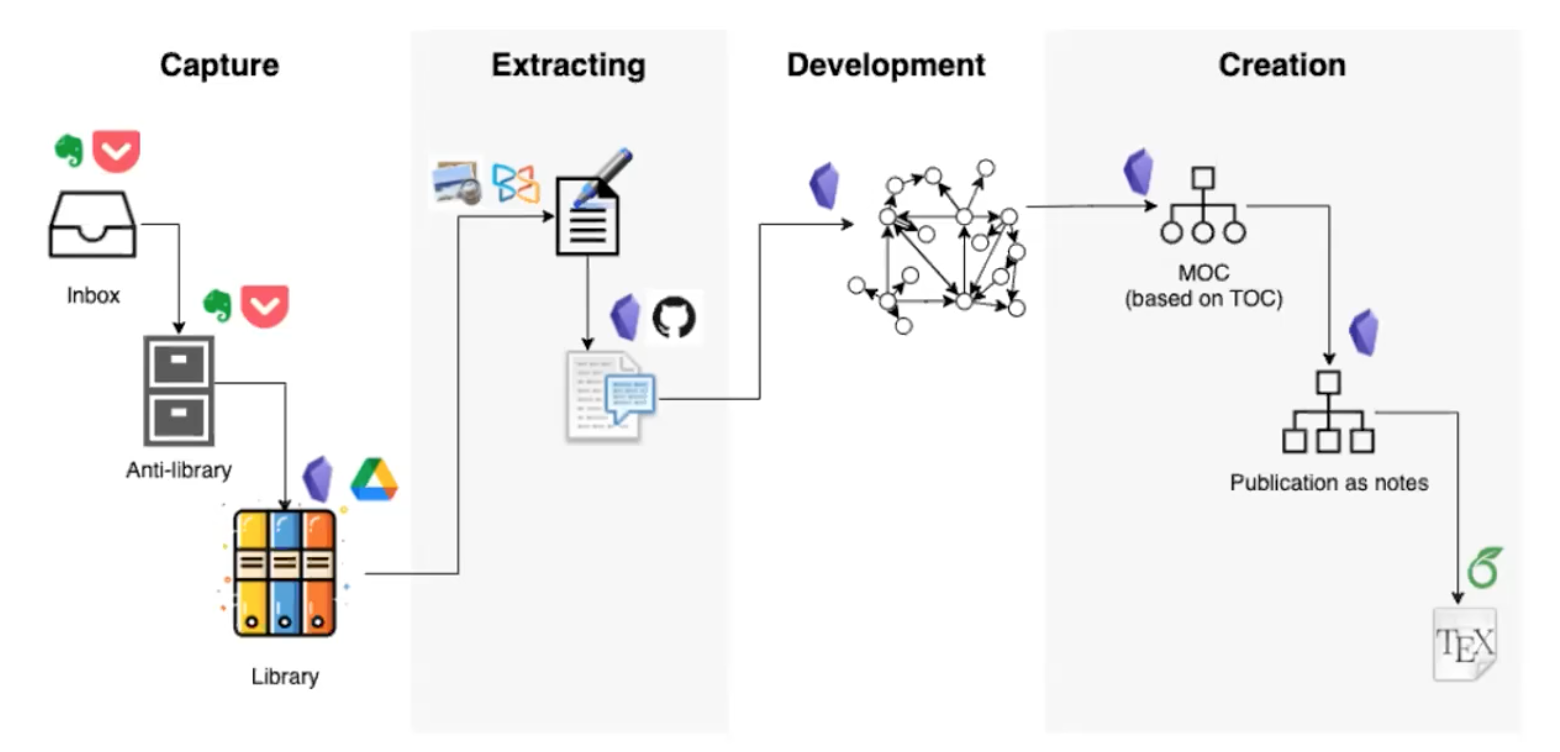 Capture
Extracting
Development
Creation
Inbox
Anti-library
Library
MOC
(based on TOC)
Publication as notes
TEX